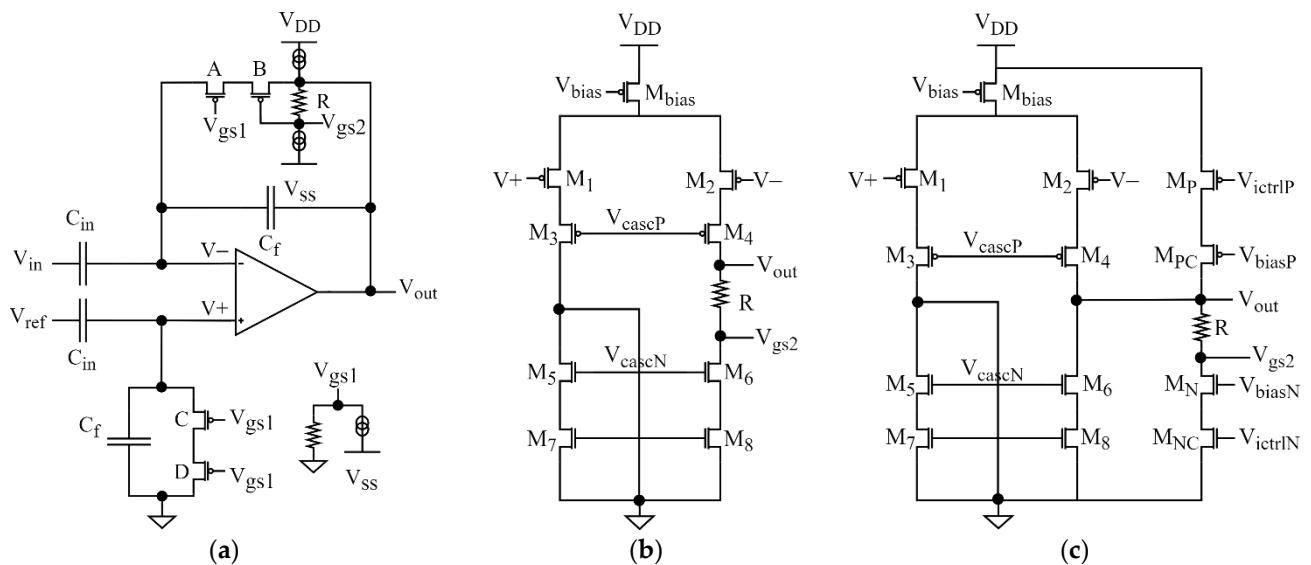 V_DD
A B
R
V_gs1 V_gs2
V_SS
C_in C_f
V_in V−
V_out
V_ref V+
C_in
C_f C V_gs1
D V_gs1
V_gs1
V_SS
(a)
V_DD
V_bias M_bias
V+ M_1 M_2 V−
M_3 V_cascP M_4
V_out
R
V_gs2
M_5 V_cascN M_6
M_7 M_8
(b)
V_DD
V_bias M_bias
V+ M_1 M_2 V− M_P V_ictrlP
M_3 V_cascP M_4 M_PC V_biasP
V_out
R
V_gs2
M_5 V_cascN M_6 M_N V_biasN
M_7 M_8 M_NC V_ictrlN
(c)